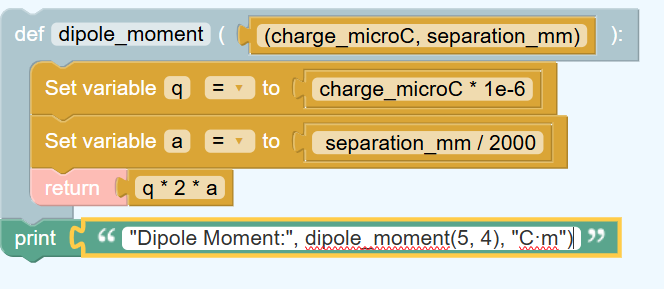 def dipole_moment ( (charge_microC, separation_mm) ):
Set variable q = to charge_microC * 1e-6
Set variable a = to separation_mm / 2000
return q * 2 * a
print “ "Dipole Moment:", dipole_moment(5, 4), "C·m") ”